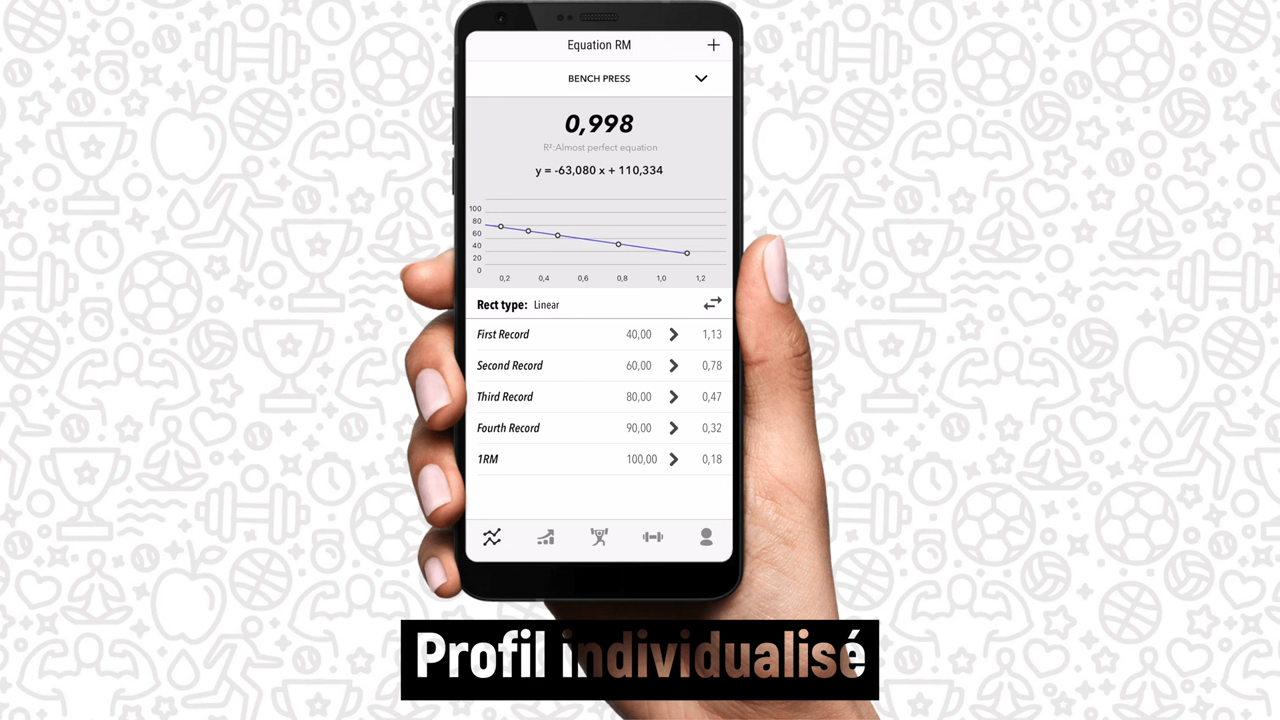 Equation RM +
BENCH PRESS
0,998
R²:Almost perfect equation
y = -63,080 x + 110,334
100
80
60
40
20
0
0,2 0,4 0,6 0,8 1,0 1,2
Rect type: Linear
First Record 40,00 1,13
Second Record 60,00 0,78
Third Record 80,00 0,47
Fourth Record 90,00 0,32
1RM 100,00 0,18
Profil individualisé